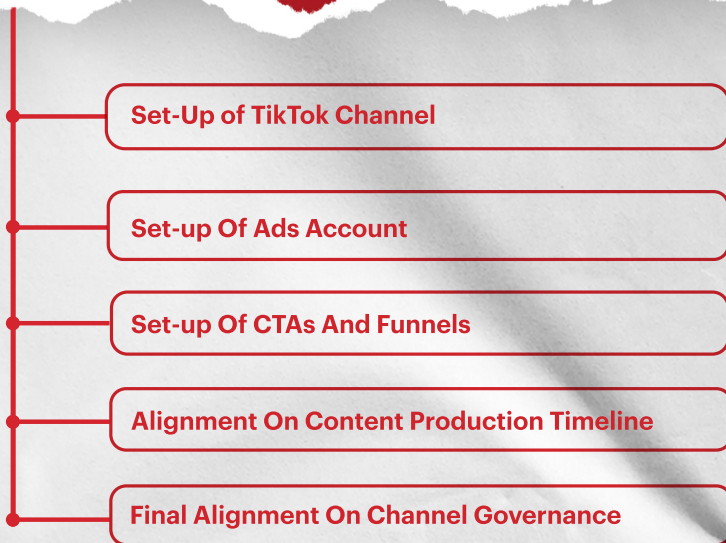 Set-Up of TikTok Channel
Set-up Of Ads Account
Set-up Of CTAs And Funnels
Alignment On Content Production Timeline
Final Alignment On Channel Governance